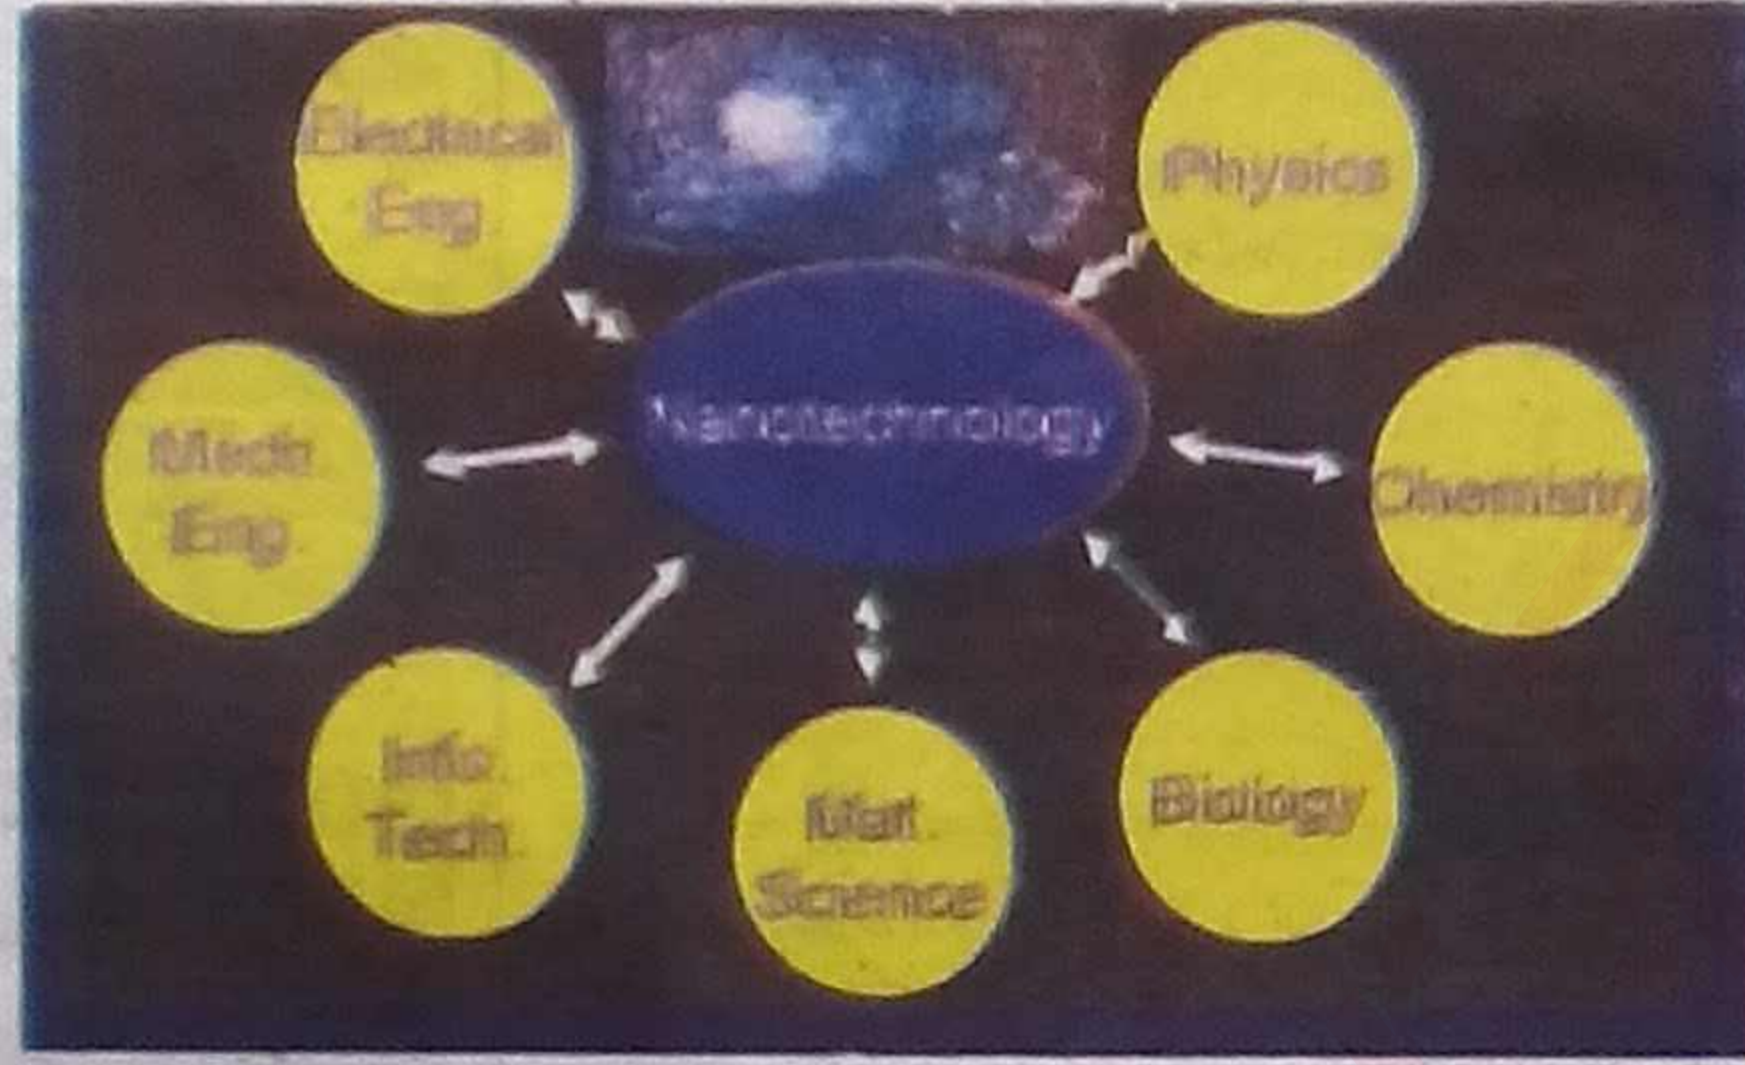 Electrical
Eng
Physics
Nanotechnology
Mech
Eng
Chemistry
Info
Tech
Mat
Science
Biology